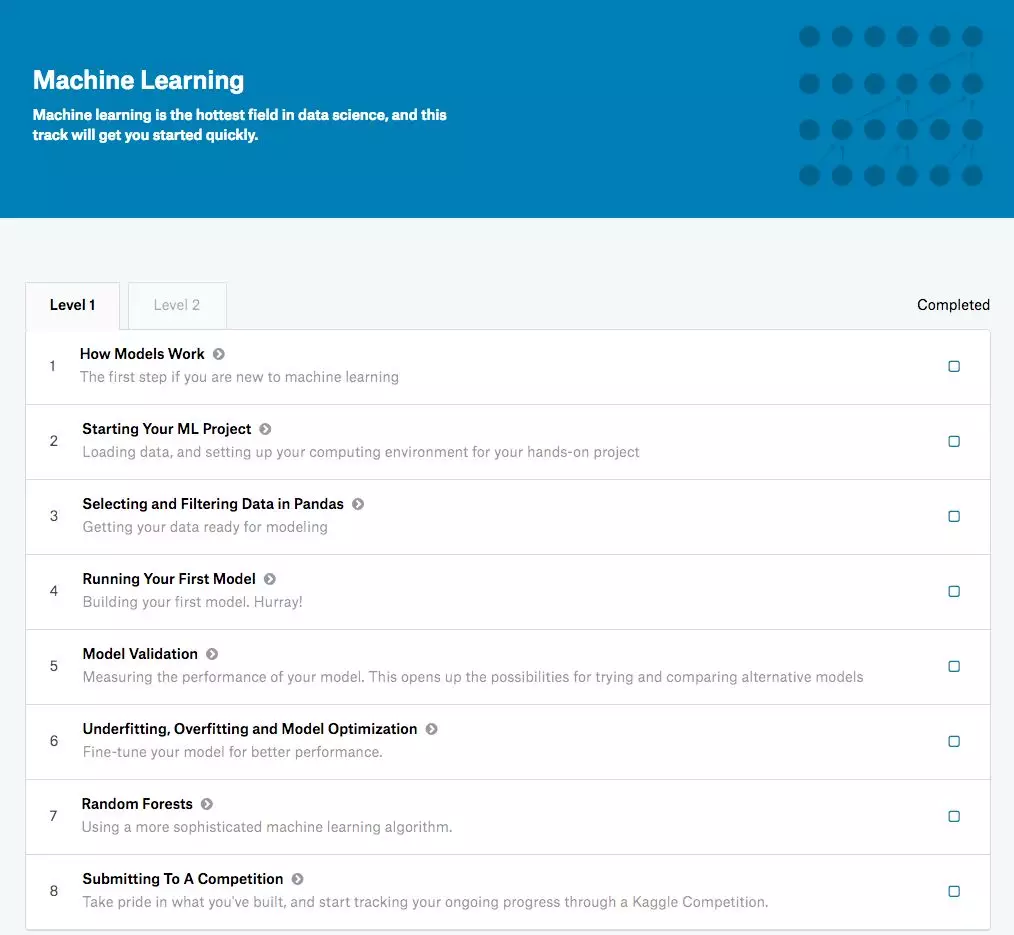 Machine Learning
Machine learning is the hottest field in data science, and this
track will get you started quickly.
Level 1
Level 2
Completed
1
How Models Work
The first step if you are new to machine learning
2
Starting Your ML Project
Loading data, and setting up your computing environment for your hands-on project
3
Selecting and Filtering Data in Pandas
Getting your data ready for modeling
4
Running Your First Model
Building your first model. Hurray!
5
Model Validation
Measuring the performance of your model. This opens up the possibilities for trying and comparing alternative models
6
Underfitting, Overfitting and Model Optimization
Fine-tune your model for better performance.
7
Random Forests
Using a more sophisticated machine learning algorithm.
8
Submitting To A Competition
Take pride in what you've built, and start tracking your ongoing progress through a Kaggle Competition.